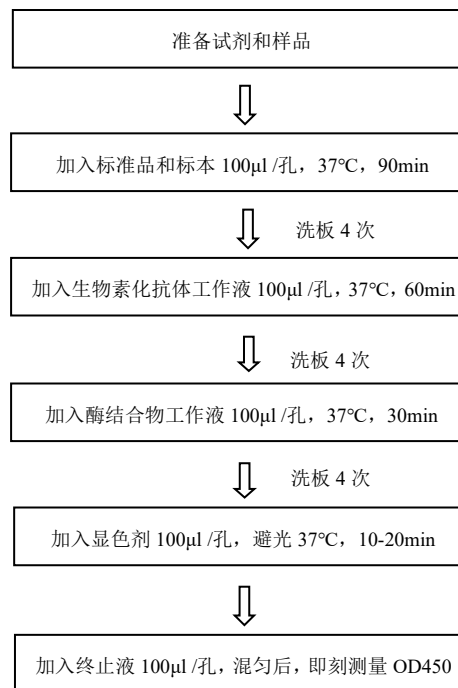 准备试剂和样品
加入标准品和标本 100μl /孔，37℃，90min
洗板 4 次
加入生物素化抗体工作液 100μl /孔，37℃，60min
洗板 4 次
加入酶结合物工作液 100μl /孔，37℃，30min
洗板 4 次
加入显色剂 100μl /孔，避光 37℃，10-20min
加入终止液 100μl /孔，混匀后，即刻测量 OD450